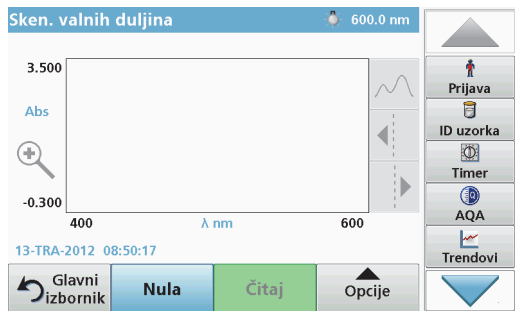 Sken. valnih duljina
600.0 nm
3.500
Abs
-0.300
400
λ nm
600
13-TRA-2012 08:50:17
Glavni
izbornik
Nula
Čitaj
Opcije
Prijava
ID uzorka
Timer
AQA
Trendovi